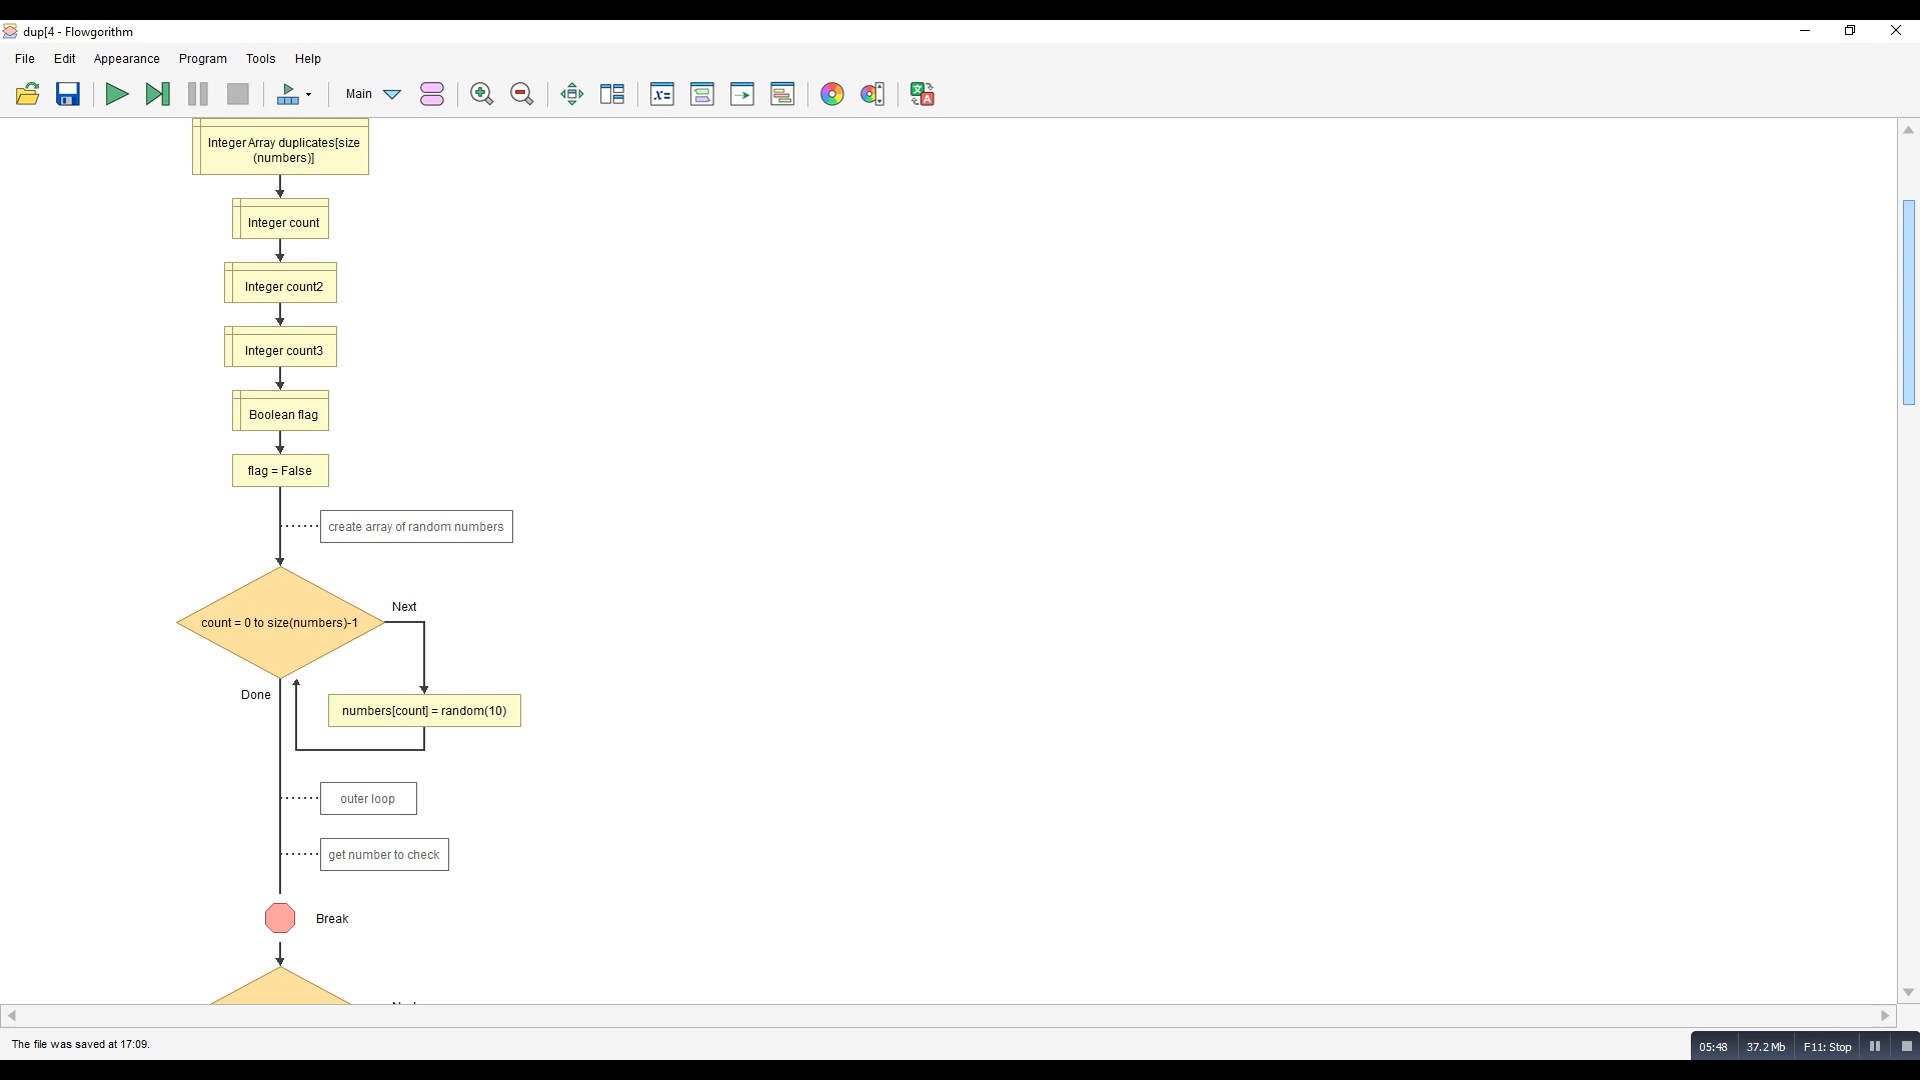 dup[4 - Flowgorithm
File Edit Appearance Program Tools Help
Main
Integer Array duplicates[size
(numbers)]
Integer count
Integer count2
Integer count3
Boolean flag
flag = False
create array of random numbers
Next
count = 0 to size(numbers)-1
Done
numbers[count] = random(10)
outer loop
get number to check
Break
The file was saved at 17:09.
05:48 37.2 Mb F11: Stop